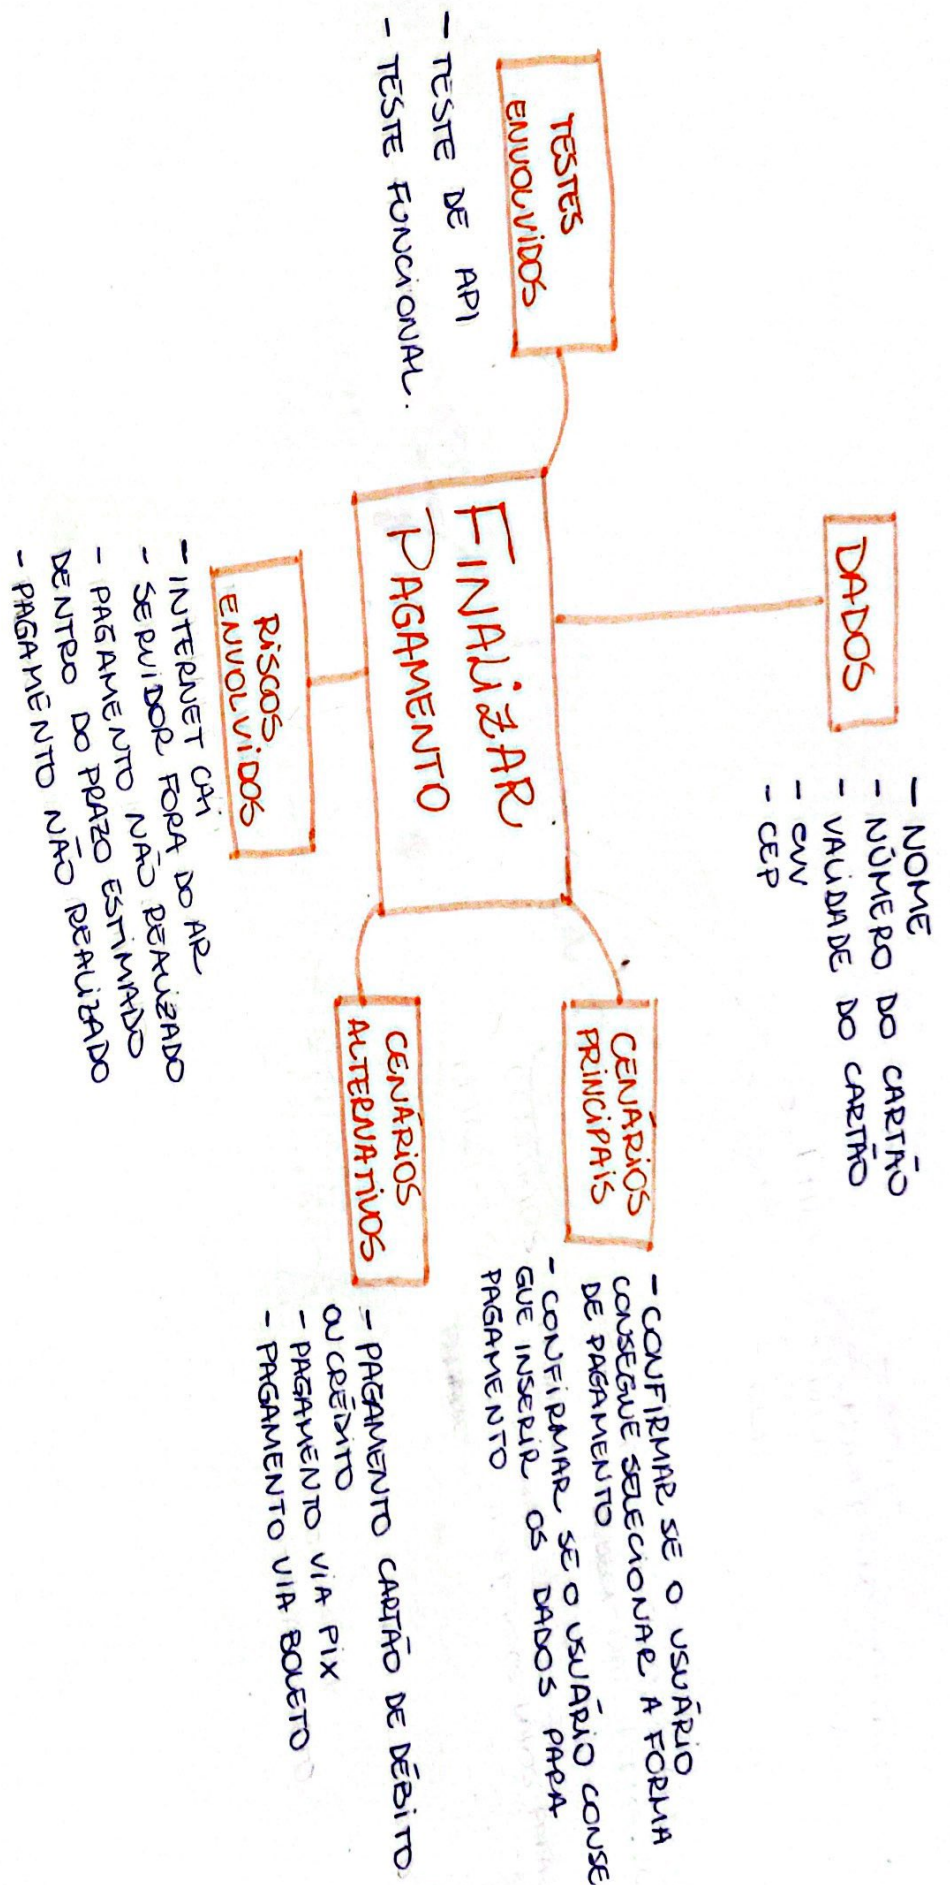 DADOS
- NOME
- NÚMERO DO CARTÃO
- VALIDADE DO CARTÃO
- CVV
- CEP
TESTES
ENVOLVIDOS
- TESTE DE API
- TESTE FUNCIONAL.
FINALIZAR
PAGAMENTO
CENÁRIOS
PRINCIPAIS
- CONFIRMAR SE O USUÁRIO
CONSEGUE SELECIONAR A FORMA
DE PAGAMENTO
- CONFIRMAR SE O USUÁRIO CONSE
GUE INSERIR OS DADOS PARA
PAGAMENTO
CENÁRIOS
ALTERNATIVOS
- PAGAMENTO CARTÃO DE DÉBITO
OU CRÉDITO
- PAGAMENTO VIA PIX
- PAGAMENTO VIA BOLETO
RISCOS
ENVOLVIDOS
- INTERNET CAI
- SERVIDOR FORA DO AR
- PAGAMENTO NÃO REALIZADO
DENTRO DO PRAZO ESTIMADO
- PAGAMENTO NÃO REALIZADO